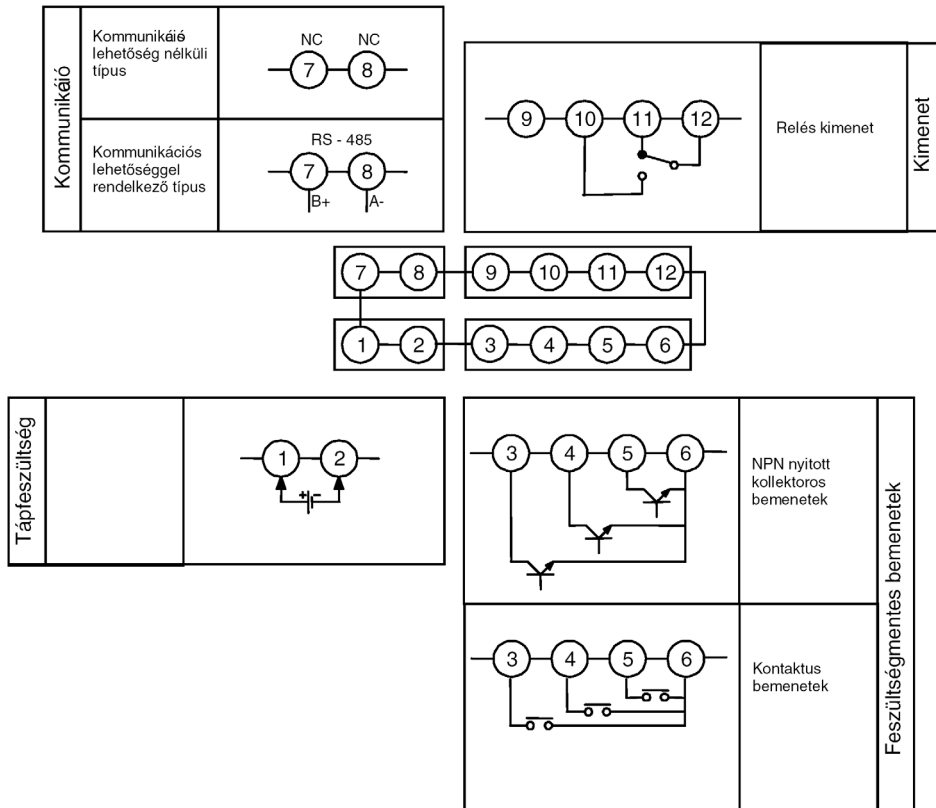 Kommunikáió
Kommunikáió
lehetőség nélküli
típus
NC NC
7 8
Kommunikációs
lehetőséggel
rendelkező típus
RS - 485
7 8
B+ A-
9 10 11 12
Relés kimenet
Kimenet
7 8 9 10 11 12
1 2 3 4 5 6
Tápfeszültség
1 2
+ -
3 4 5 6
NPN nyitott
kollektoros
bemenetek
3 4 5 6
Kontaktus
bemenetek
Feszültségmentes bemenetek